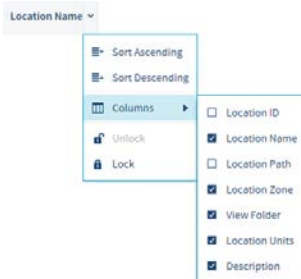 Location Name
Sort Ascending
Sort Descending
Columns
Unlock
Lock
Location ID
Location Name
Location Path
Location Zone
View Folder
Location Units
Description